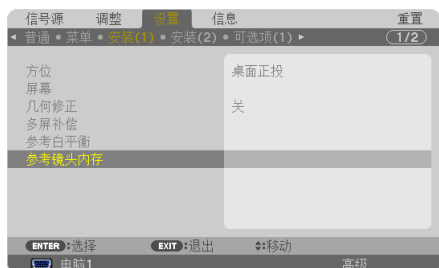 信号源 调整 设置 信息 重置
◂ 普通 • 菜单 • 安装(1) • 安装(2) • 可选项(1) ▸ (1/2)
方位 桌面正投
屏幕
几何修正 关
多屏补偿
参考白平衡
参考镜头内存
ENTER:选择 EXIT:退出 ♦:移动
电脑1 高级